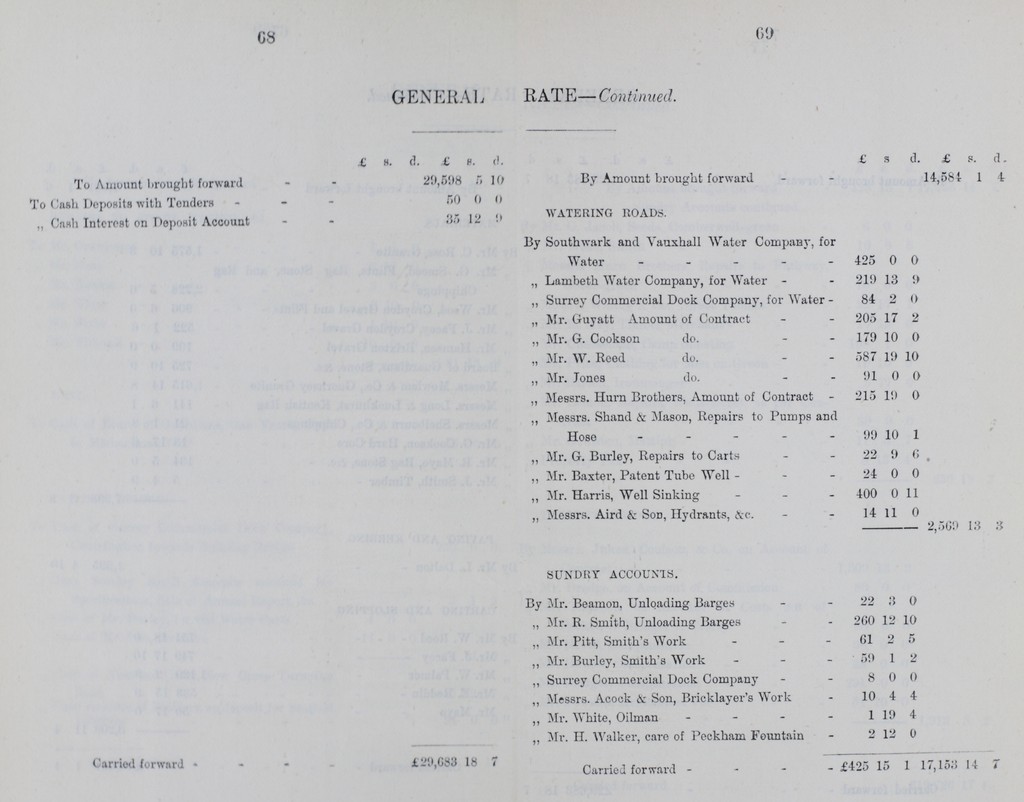 68
GENERAL
£ s. d. £ s. d.
To Amount brought forward - - 29,598 5 10
To Cash Deposits with Tenders - - - 50 0 0
„ Cash Interest on Deposit Account - - 35 12 9
Carried forward - - - - £29,683 18 7
69
RATE—Continued.
£ s d. £ s. d.
By Amount brought forward - - 14,584 1 4
WATERING ROADS.
By Southwark and Vauxhall Water Company, for
Water - - - - - 425 0 0
„ Lambeth Water Company, for Water - - 219 13 9
„ Surrey Commercial Dock Company, for Water - 84 2 0
„ Mr. Guyatt Amount of Contract - - 205 17 2
„ Mr. G. Cookson do. - - 179 10 0
„ Mr. W. Reed do. - - 587 19 10
„ Mr. Jones do. - - 91 0 0
„ Messrs. Hurn Brothers, Amount of Contract - 215 19 0
„ Messrs. Shand & Mason, Repairs to Pumps and
Hose - - - - - 99 10 1
„ Mr. G. Burley, Repairs to Carts - - 22 9 6
„ Mr. Baxter, Patent Tube Well - - - 24 0 0
„ Mr. Harris, Well Sinking - - - 400 0 11
„ Messrs. Aird & Son, Hydrants, &c. - - 14 11 0
——— 2,569 13 3
SUNDRY ACCOUNTS.
By Mr. Beamon, Unloading Barges - - 22 3 0
„ Mr. R. Smith, Unloading Barges - - 260 12 10
„ Mr. Pitt, Smith's Work - - - 61 2 5
„ Mr. Burley, Smith's Work - - - 59 1 2
„ Surrey Commercial Dock Company - - 8 0 0
„ Messrs. Acock & Son, Bricklayer's Work - 10 4 4
„ Mr. White, Oilman - - - - 1 19 4
„ Mr. H. Walker, care of Peckham Fountain - 2 12 0
Carried forward - - - - £425 15 1 17,153 14 7